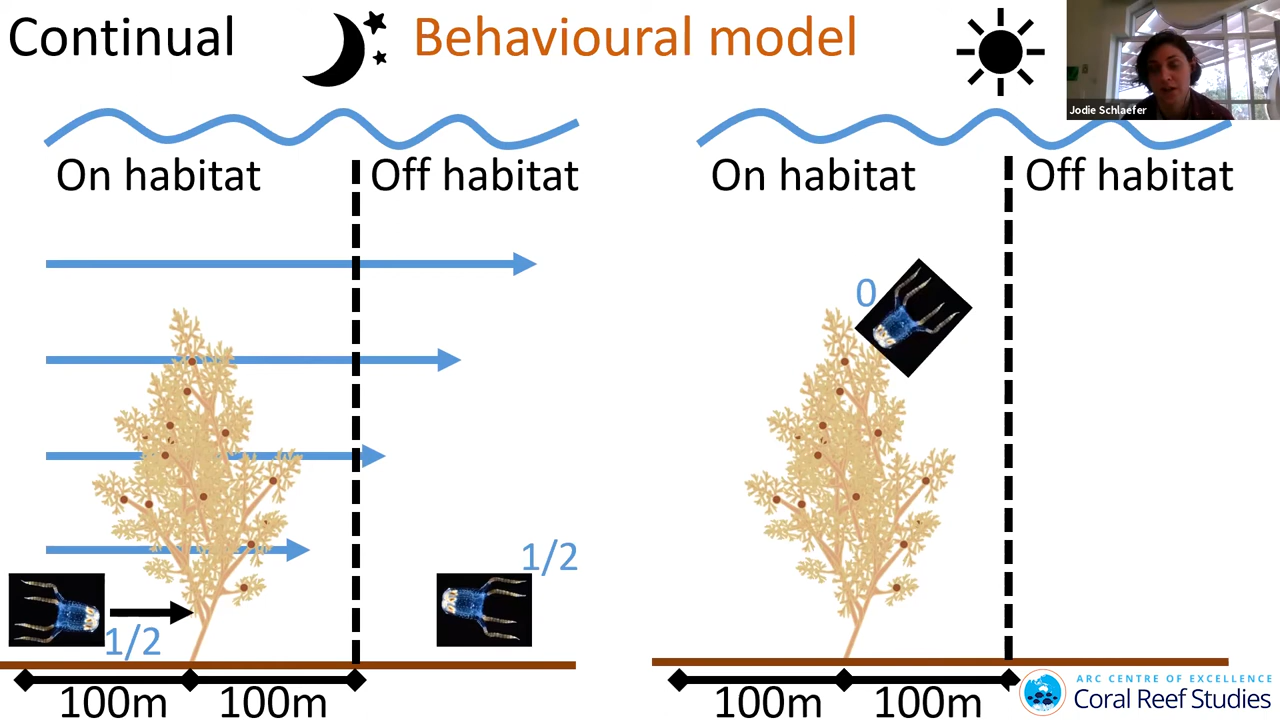 Continual
Behavioural model
Jodie Schlaefer
On habitat
Off habitat
On habitat
Off habitat
0
1/2
1/2
100m
100m
100m
100m
ARC CENTRE OF EXCELLENCE
Coral Reef Studies